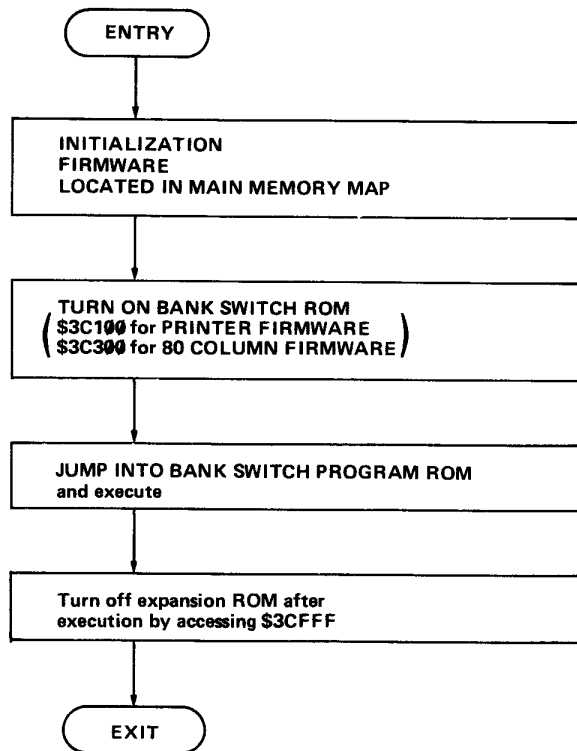 ENTRY
INITIALIZATION
FIRMWARE
LOCATED IN MAIN MEMORY MAP
TURN ON BANK SWITCH ROM
($3C100 for PRINTER FIRMWARE
$3C300 for 80 COLUMN FIRMWARE)
JUMP INTO BANK SWITCH PROGRAM ROM
and execute
Turn off expansion ROM after
execution by accessing $3CFFF
EXIT